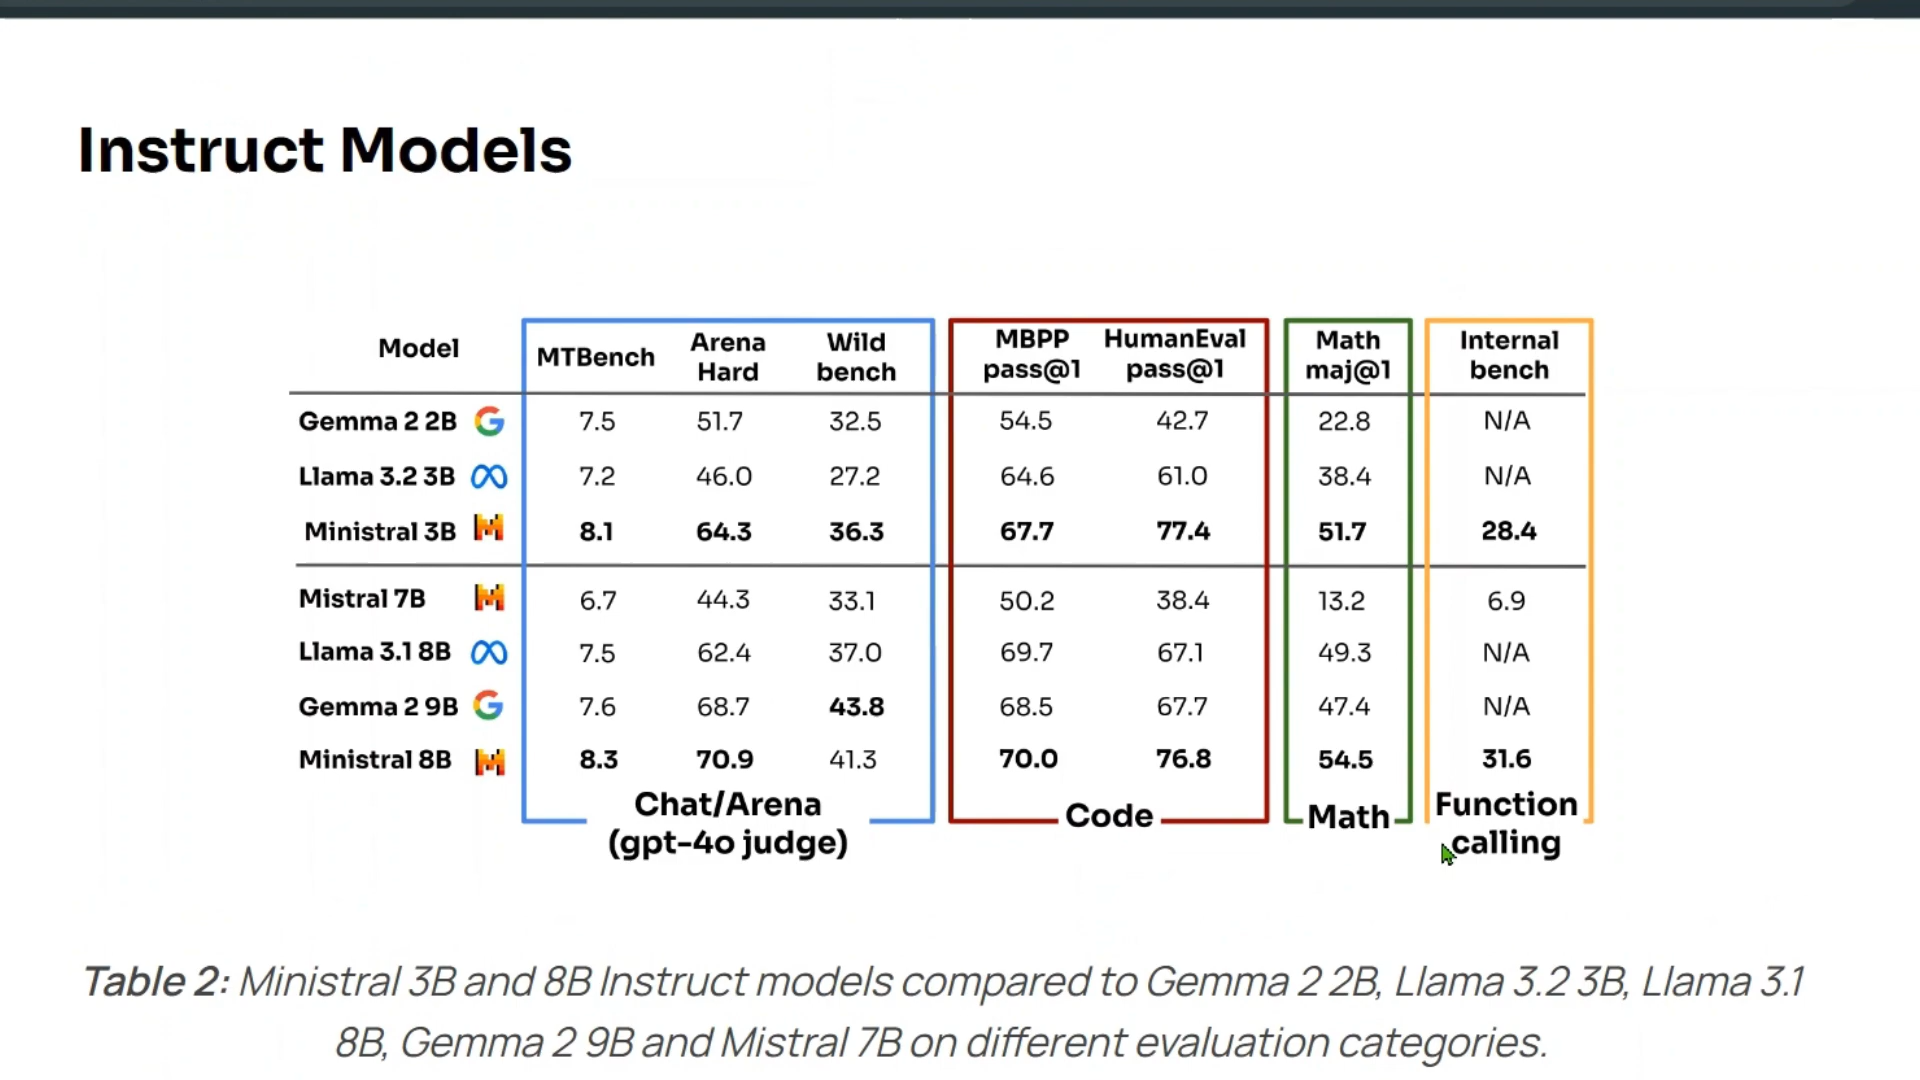 Instruct Models
Model MTBench Arena Hard Wild bench MBPP pass@1 HumanEval pass@1 Math maj@1 Internal bench
Gemma 2 2B 7.5 51.7 32.5 54.5 42.7 22.8 N/A
Llama 3.2 3B 7.2 46.0 27.2 64.6 61.0 38.4 N/A
Ministral 3B 8.1 64.3 36.3 67.7 77.4 51.7 28.4
Mistral 7B 6.7 44.3 33.1 50.2 38.4 13.2 6.9
Llama 3.1 8B 7.5 62.4 37.0 69.7 67.1 49.3 N/A
Gemma 2 9B 7.6 68.7 43.8 68.5 67.7 47.4 N/A
Ministral 8B 8.3 70.9 41.3 70.0 76.8 54.5 31.6
Chat/Arena (gpt-4o judge) Code Math Function calling
Table 2: Ministral 3B and 8B Instruct models compared to Gemma 2 2B, Llama 3.2 3B, Llama 3.1
8B, Gemma 2 9B and Mistral 7B on different evaluation categories.